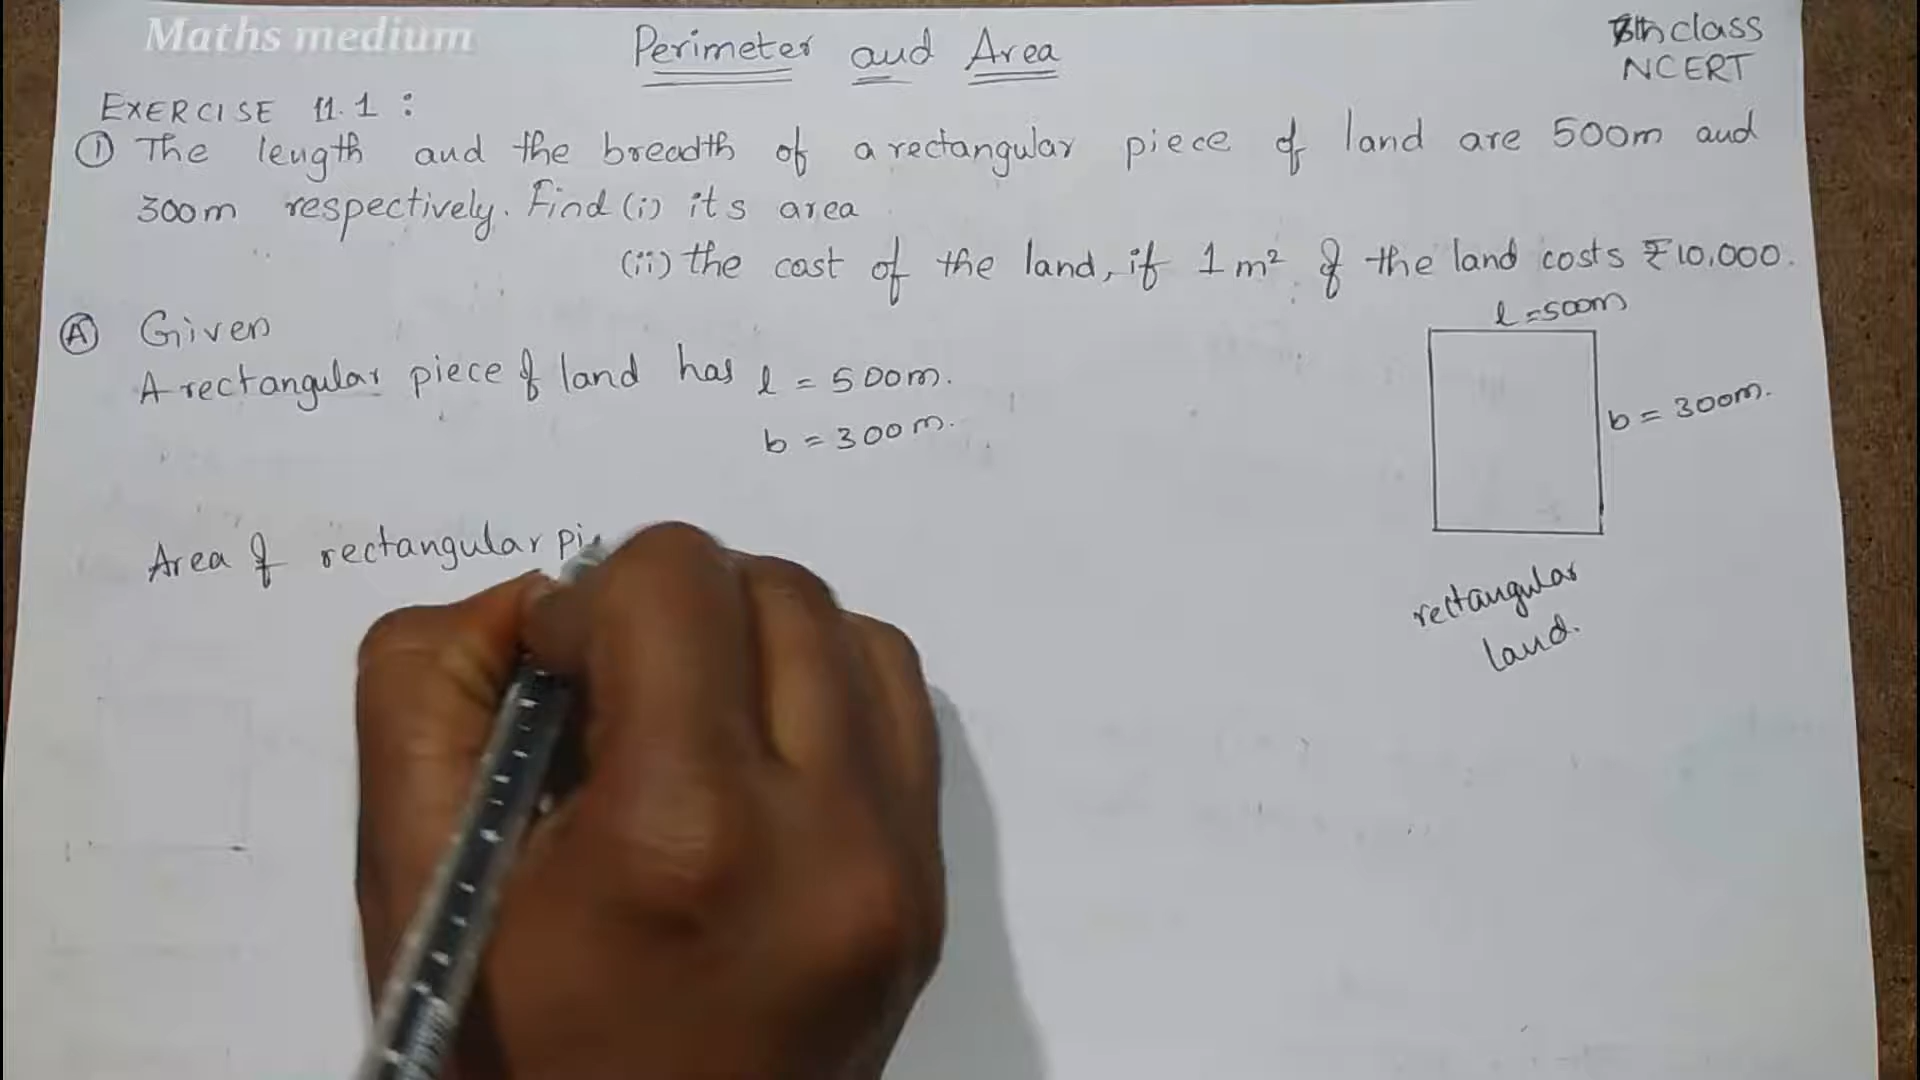 Maths medium
Perimeter and Area
7th class
NCERT
EXERCISE 11.1 :
① The length and the breadth of a rectangular piece of land are 500m and
300m respectively. Find (i) its area
(ii) the cost of the land, if 1 m² of the land costs ₹10,000.
Ⓐ Given
A rectangular piece of land has l = 500m.
b = 300m.
l = 500m
b = 300m.
rectangular
land.
Area of rectangular